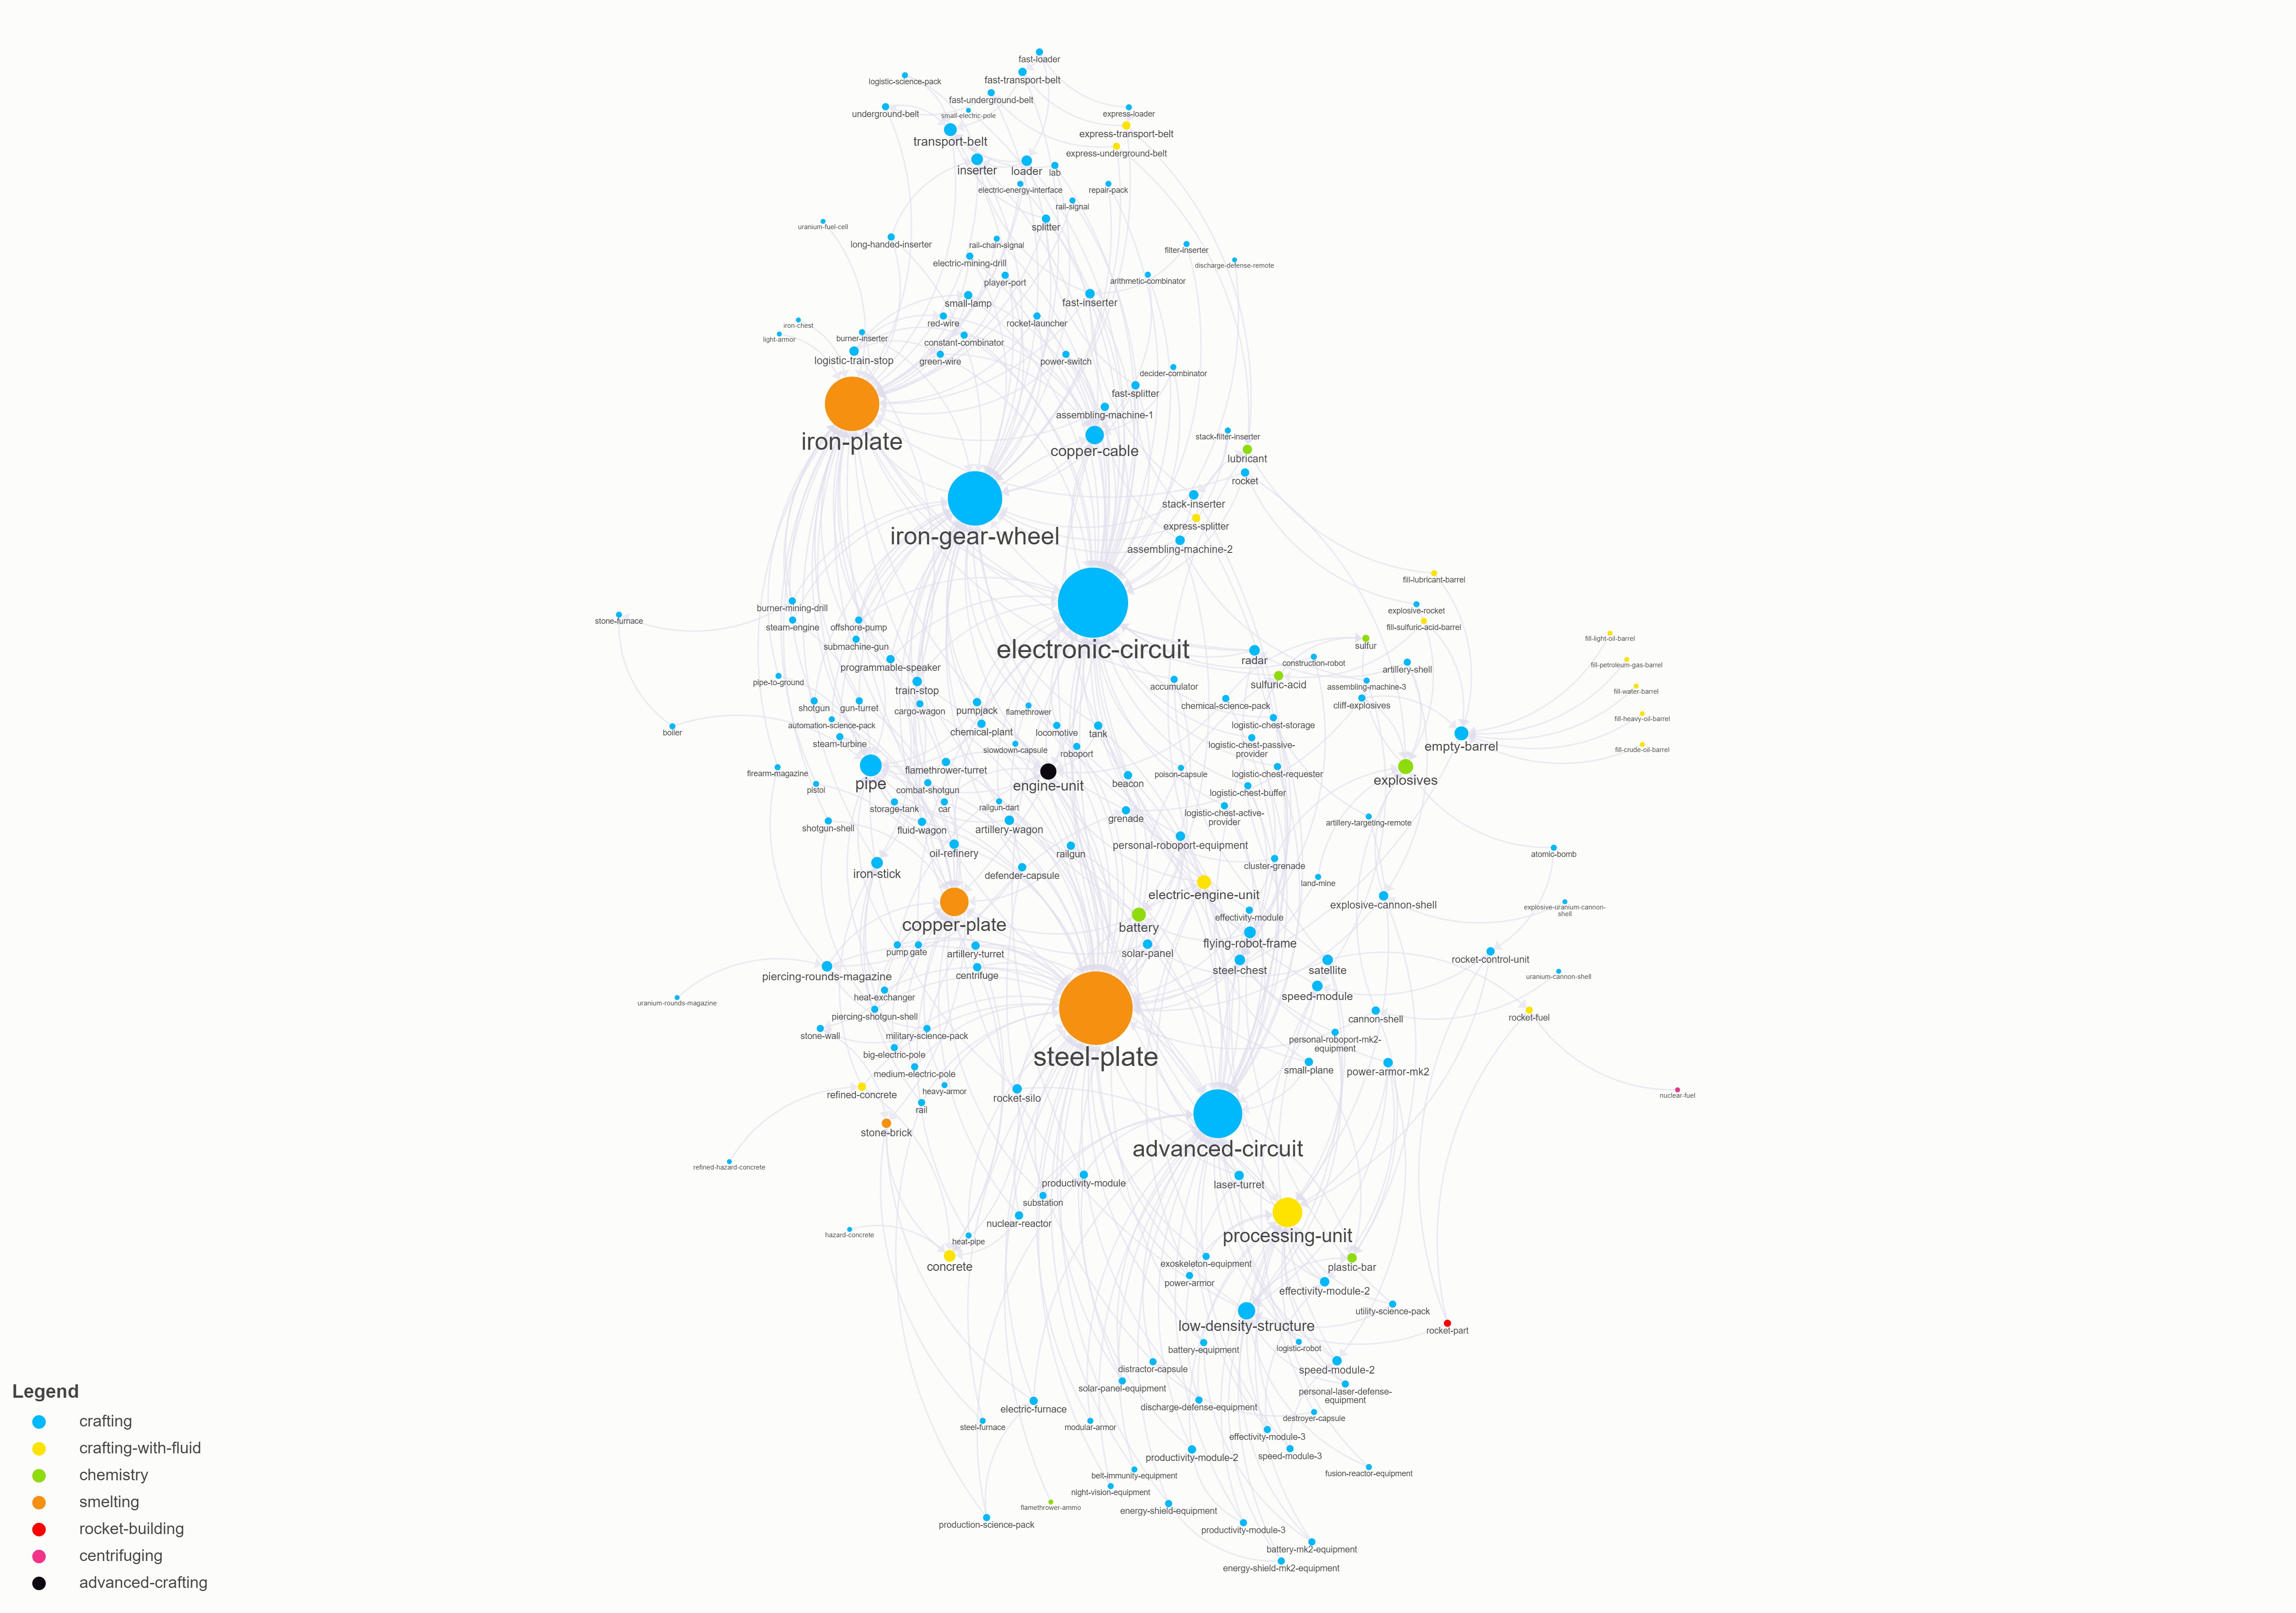 fast-loader
logistic-science-pack
fast-transport-belt
fast-underground-belt
underground-belt
small-electric-pole
express-loader
express-transport-belt
transport-belt
express-underground-belt
inserter
loader
lab
electric-energy-interface
repair-pack
rail-signal
uranium-fuel-cell
splitter
long-handed-inserter
rail-chain-signal
filter-inserter
electric-mining-drill
discharge-defense-remote
player-port
arithmetic-combinator
small-lamp
fast-inserter
iron-chest
red-wire
rocket-launcher
light-armor
burner-inserter
constant-combinator
logistic-train-stop
green-wire
power-switch
decider-combinator
fast-splitter
assembling-machine-1
iron-plate
copper-cable
stack-filter-inserter
lubricant
rocket
stack-inserter
express-splitter
iron-gear-wheel
assembling-machine-2
fill-lubricant-barrel
burner-mining-drill
explosive-rocket
stone-furnace
steam-engine
offshore-pump
fill-sulfuric-acid-barrel
electronic-circuit
fill-light-oil-barrel
submachine-gun
sulfur
programmable-speaker
radar
construction-robot
artillery-shell
fill-petroleum-gas-barrel
pipe-to-ground
train-stop
accumulator
sulfuric-acid
assembling-machine-3
fill-water-barrel
shotgun
gun-turret
cargo-wagon
pumpjack
flamethrower
chemical-science-pack
cliff-explosives
automation-science-pack
boiler
chemical-plant
locomotive
tank
logistic-chest-storage
fill-heavy-oil-barrel
steam-turbine
slowdown-capsule
roboport
logistic-chest-passive-
provider
empty-barrel
fill-crude-oil-barrel
firearm-magazine
pipe
flamethrower-turret
engine-unit
beacon
poison-capsule
logistic-chest-requester
explosives
pistol
combat-shotgun
logistic-chest-buffer
storage-tank
car
railgun-dart
shotgun-shell
fluid-wagon
artillery-wagon
grenade
logistic-chest-active-
provider
artillery-targeting-remote
oil-refinery
railgun
personal-roboport-equipment
atomic-bomb
iron-stick
defender-capsule
cluster-grenade
land-mine
electric-engine-unit
explosive-cannon-shell
explosive-uranium-cannon-
shell
copper-plate
battery
effectivity-module
pump
gate
artillery-turret
solar-panel
flying-robot-frame
rocket-control-unit
piercing-rounds-magazine
centrifuge
steel-chest
satellite
uranium-cannon-shell
uranium-rounds-magazine
heat-exchanger
speed-module
piercing-shotgun-shell
cannon-shell
rocket-fuel
stone-wall
military-science-pack
personal-roboport-mk2-
equipment
big-electric-pole
steel-plate
medium-electric-pole
small-plane
power-armor-mk2
refined-concrete
heavy-armor
rocket-silo
nuclear-fuel
rail
stone-brick
advanced-circuit
refined-hazard-concrete
productivity-module
laser-turret
substation
nuclear-reactor
hazard-concrete
heat-pipe
processing-unit
concrete
exoskeleton-equipment
plastic-bar
power-armor
effectivity-module-2
utility-science-pack
low-density-structure
rocket-part
battery-equipment
logistic-robot
distractor-capsule
speed-module-2
solar-panel-equipment
personal-laser-defense-
equipment
electric-furnace
discharge-defense-equipment
steel-furnace
modular-armor
destroyer-capsule
effectivity-module-3
productivity-module-2
speed-module-3
belt-immunity-equipment
fusion-reactor-equipment
night-vision-equipment
flamethrower-ammo
energy-shield-equipment
production-science-pack
productivity-module-3
battery-mk2-equipment
energy-shield-mk2-equipment
Legend
crafting
crafting-with-fluid
chemistry
smelting
rocket-building
centrifuging
advanced-crafting